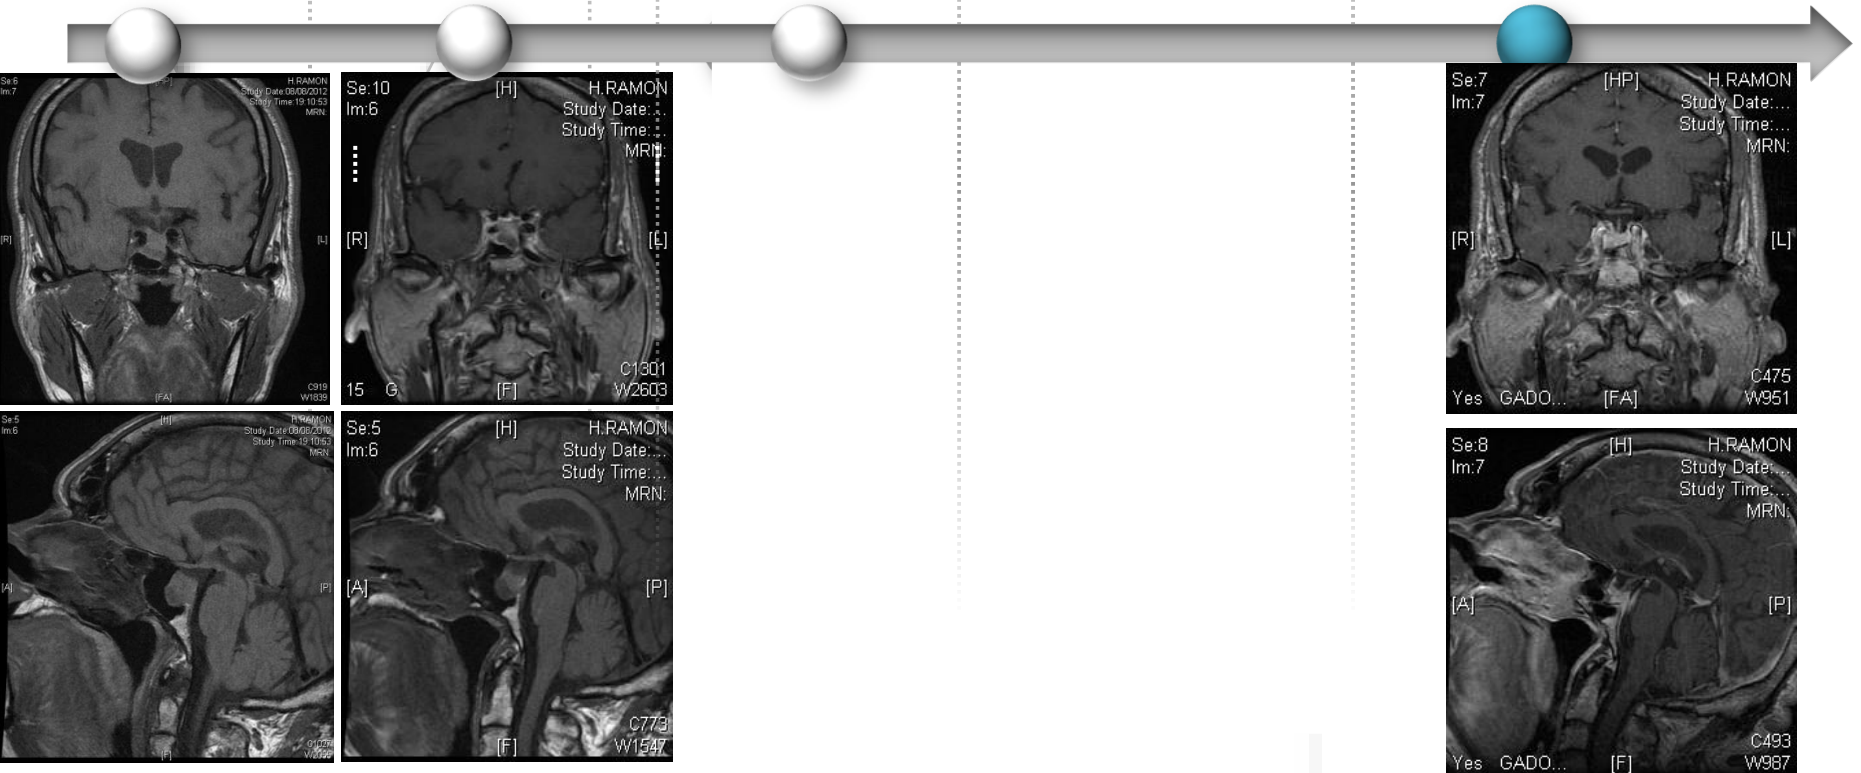 Se:6
Im:7
H.RAMON
Study Date:08/08/2012
Study Time:19:10:53
MRN:
[R]
[L]
C919
W1839
[FA]
Se:10
Im:6
[H]
H.RAMON
Study Date:...
Study Time:...
MRN:
[R]
[L]
C1301
15 G
[F]
W2603
Se:7
Im:7
[HP]
H.RAMON
Study Date:...
Study Time:...
MRN:
[R]
[L]
C475
Yes GADO...
[FA]
W951
Se:5
Im:6
[H]
H.RAMON
Study Date:08/08/2012
Study Time:19:10:53
MRN:
[A]
[P]
[F]
Se:5
Im:6
[H]
H.RAMON
Study Date:...
Study Time:...
MRN:
[A]
[P]
C773
[F]
W1547
Se:8
Im:7
[H]
H.RAMON
Study Date:...
Study Time:...
MRN:
[A]
[P]
C493
Yes GADO...
[F]
W987